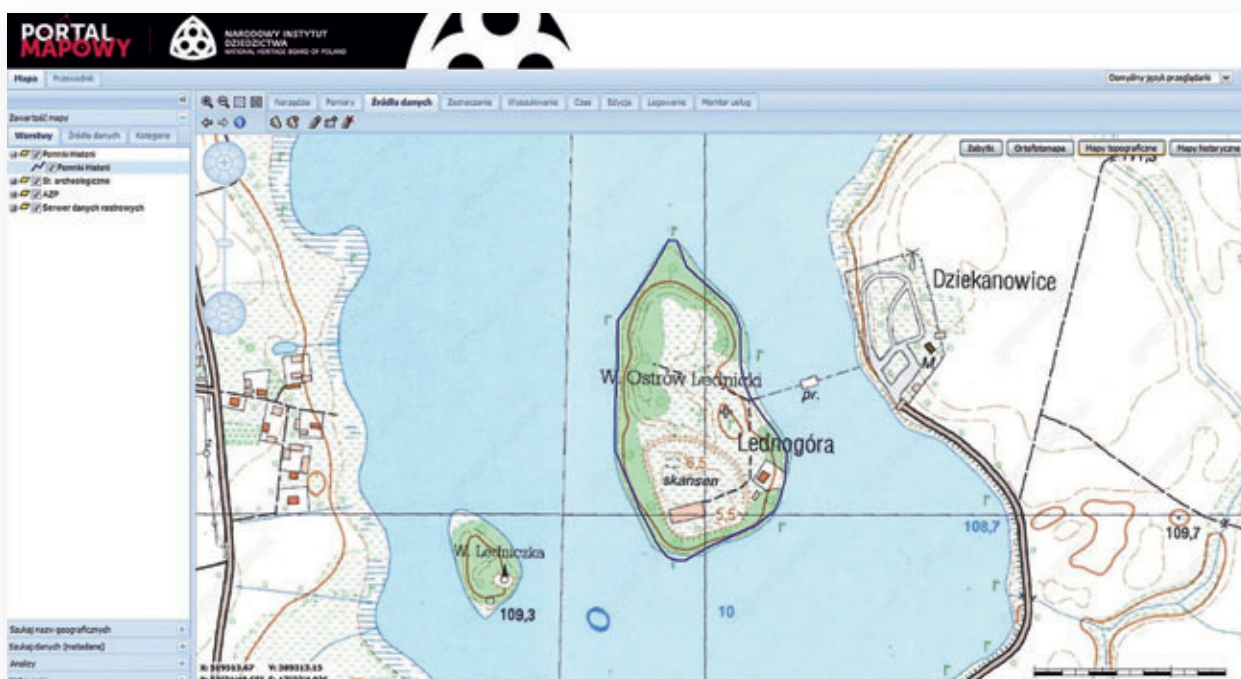 PORTAL
MAPOWY
NARODOWY INSTYTUT
DZIEDZICTWA
NATIONAL HERITAGE BOARD OF POLAND
Mapa Przewodnik
Domyślny język przeglądarki
Zawartość mapy
Narzędzia Pomiary Źródła danych Zaznaczanie Wyszukiwanie Czas Edycja Logowanie Monitor usług
Warstwy Źródła danych Kategorie
Pomniki Historii
Pomniki Historii
St. archeologiczne
AZP
Serwer danych rastrowych
Zabytki Ortofotomapa Mapy topograficzne Mapy historyczne
Dziekanowice
M
W. Ostrów Lednicki
pr.
Lednogóra
6,5
skansen
5,5
108,7
109,7
W. Ledniczka
109,3
10
Szukaj nazw geograficznych
Szukaj danych (metadane)
Analizy